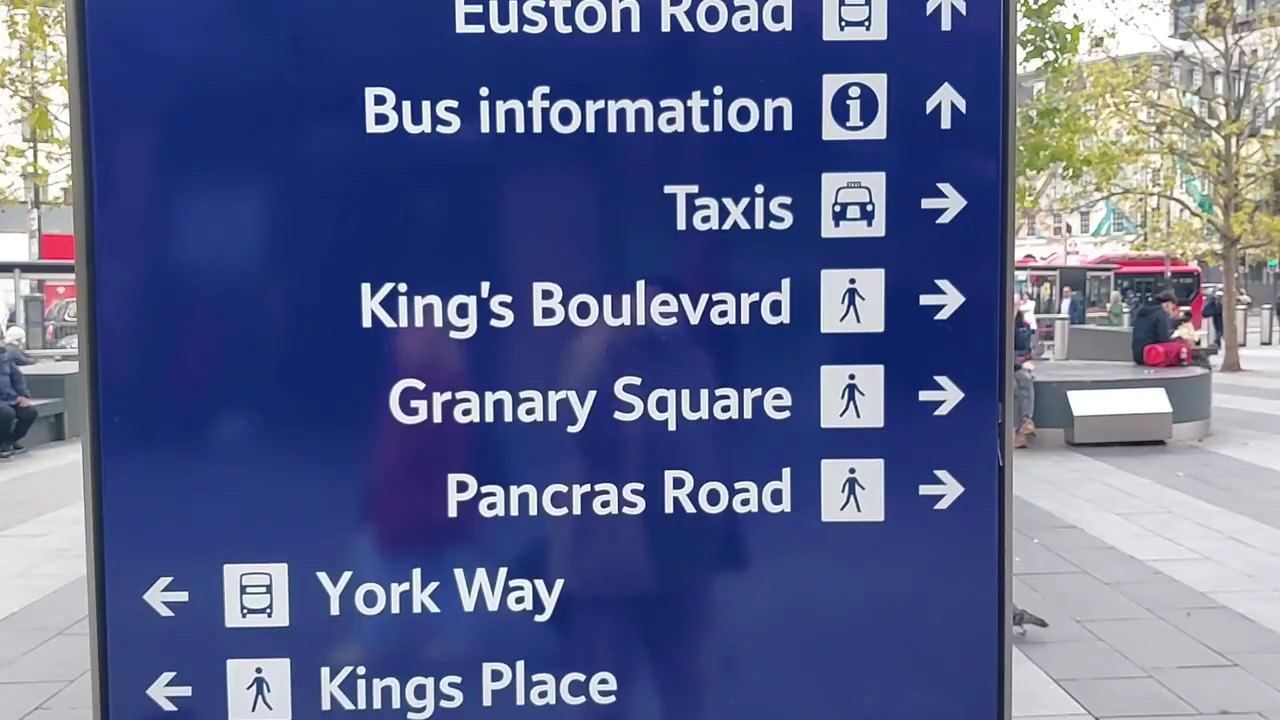 Euston Road
Bus information
Taxis
King's Boulevard
Granary Square
Pancras Road
York Way
Kings Place